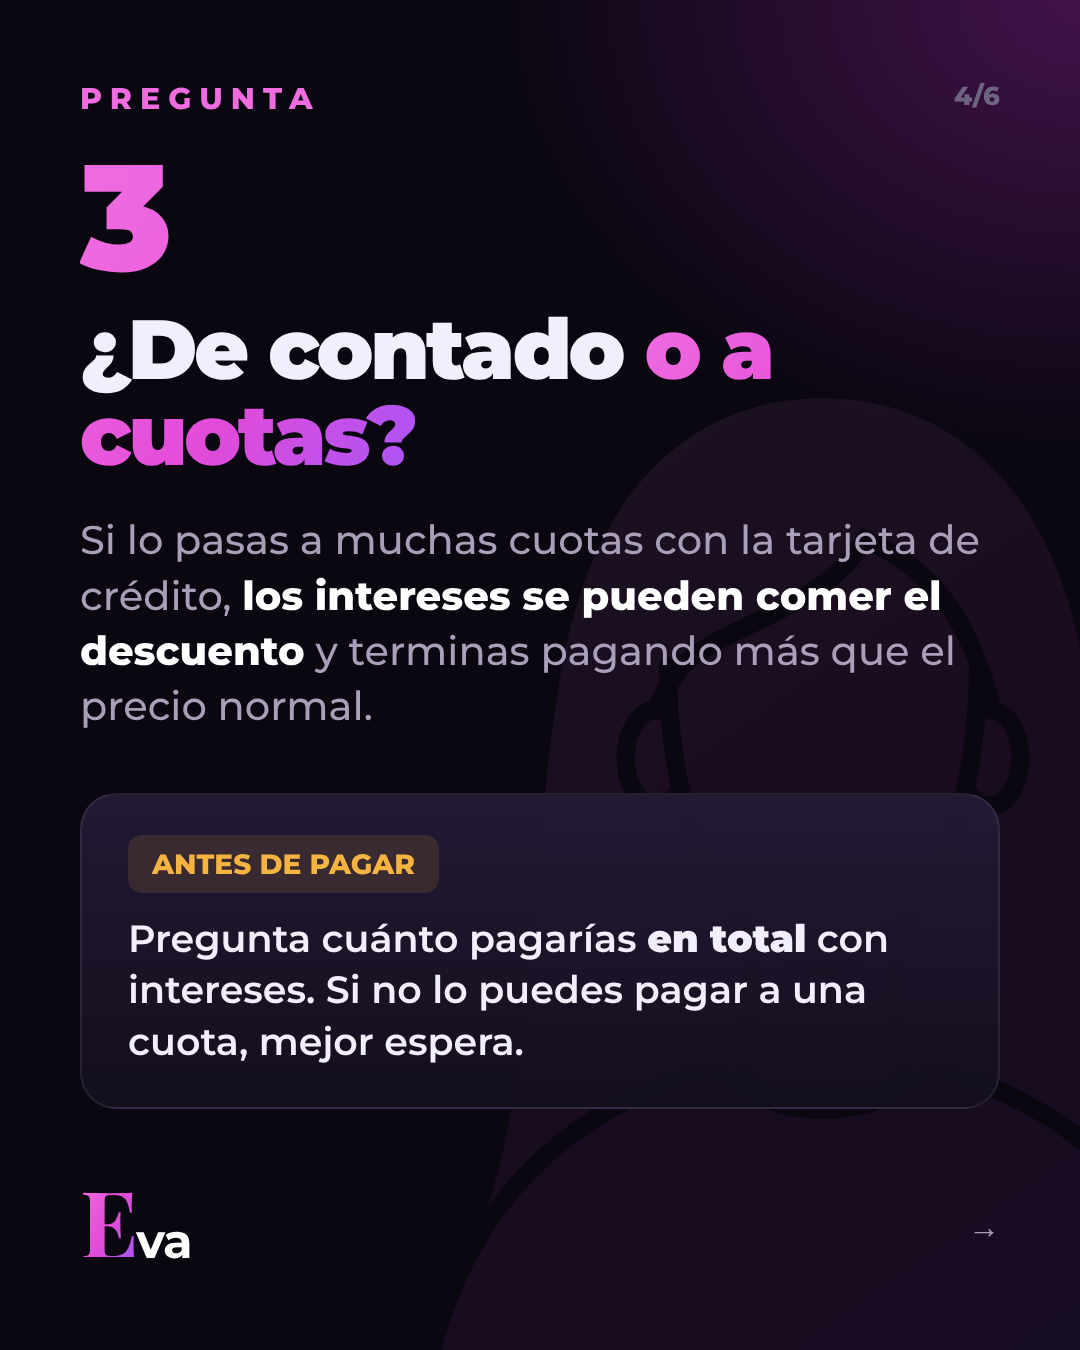 PREGUNTA
4/6
3
¿De contado o a
cuotas?
Si lo pasas a muchas cuotas con la tarjeta de
crédito, los intereses se pueden comer el
descuento y terminas pagando más que el
precio normal.
ANTES DE PAGAR
Pregunta cuánto pagarías en total con
intereses. Si no lo puedes pagar a una
cuota, mejor espera.
Eva
→